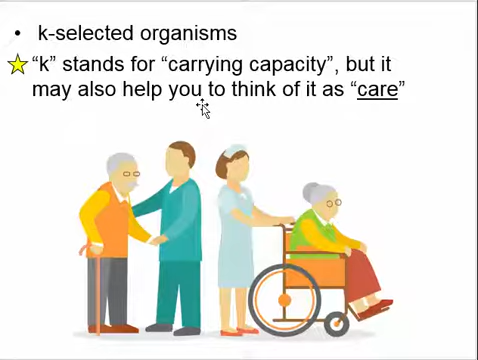 • k-selected organisms
“k” stands for “carrying capacity”, but it
may also help you to think of it as “care”